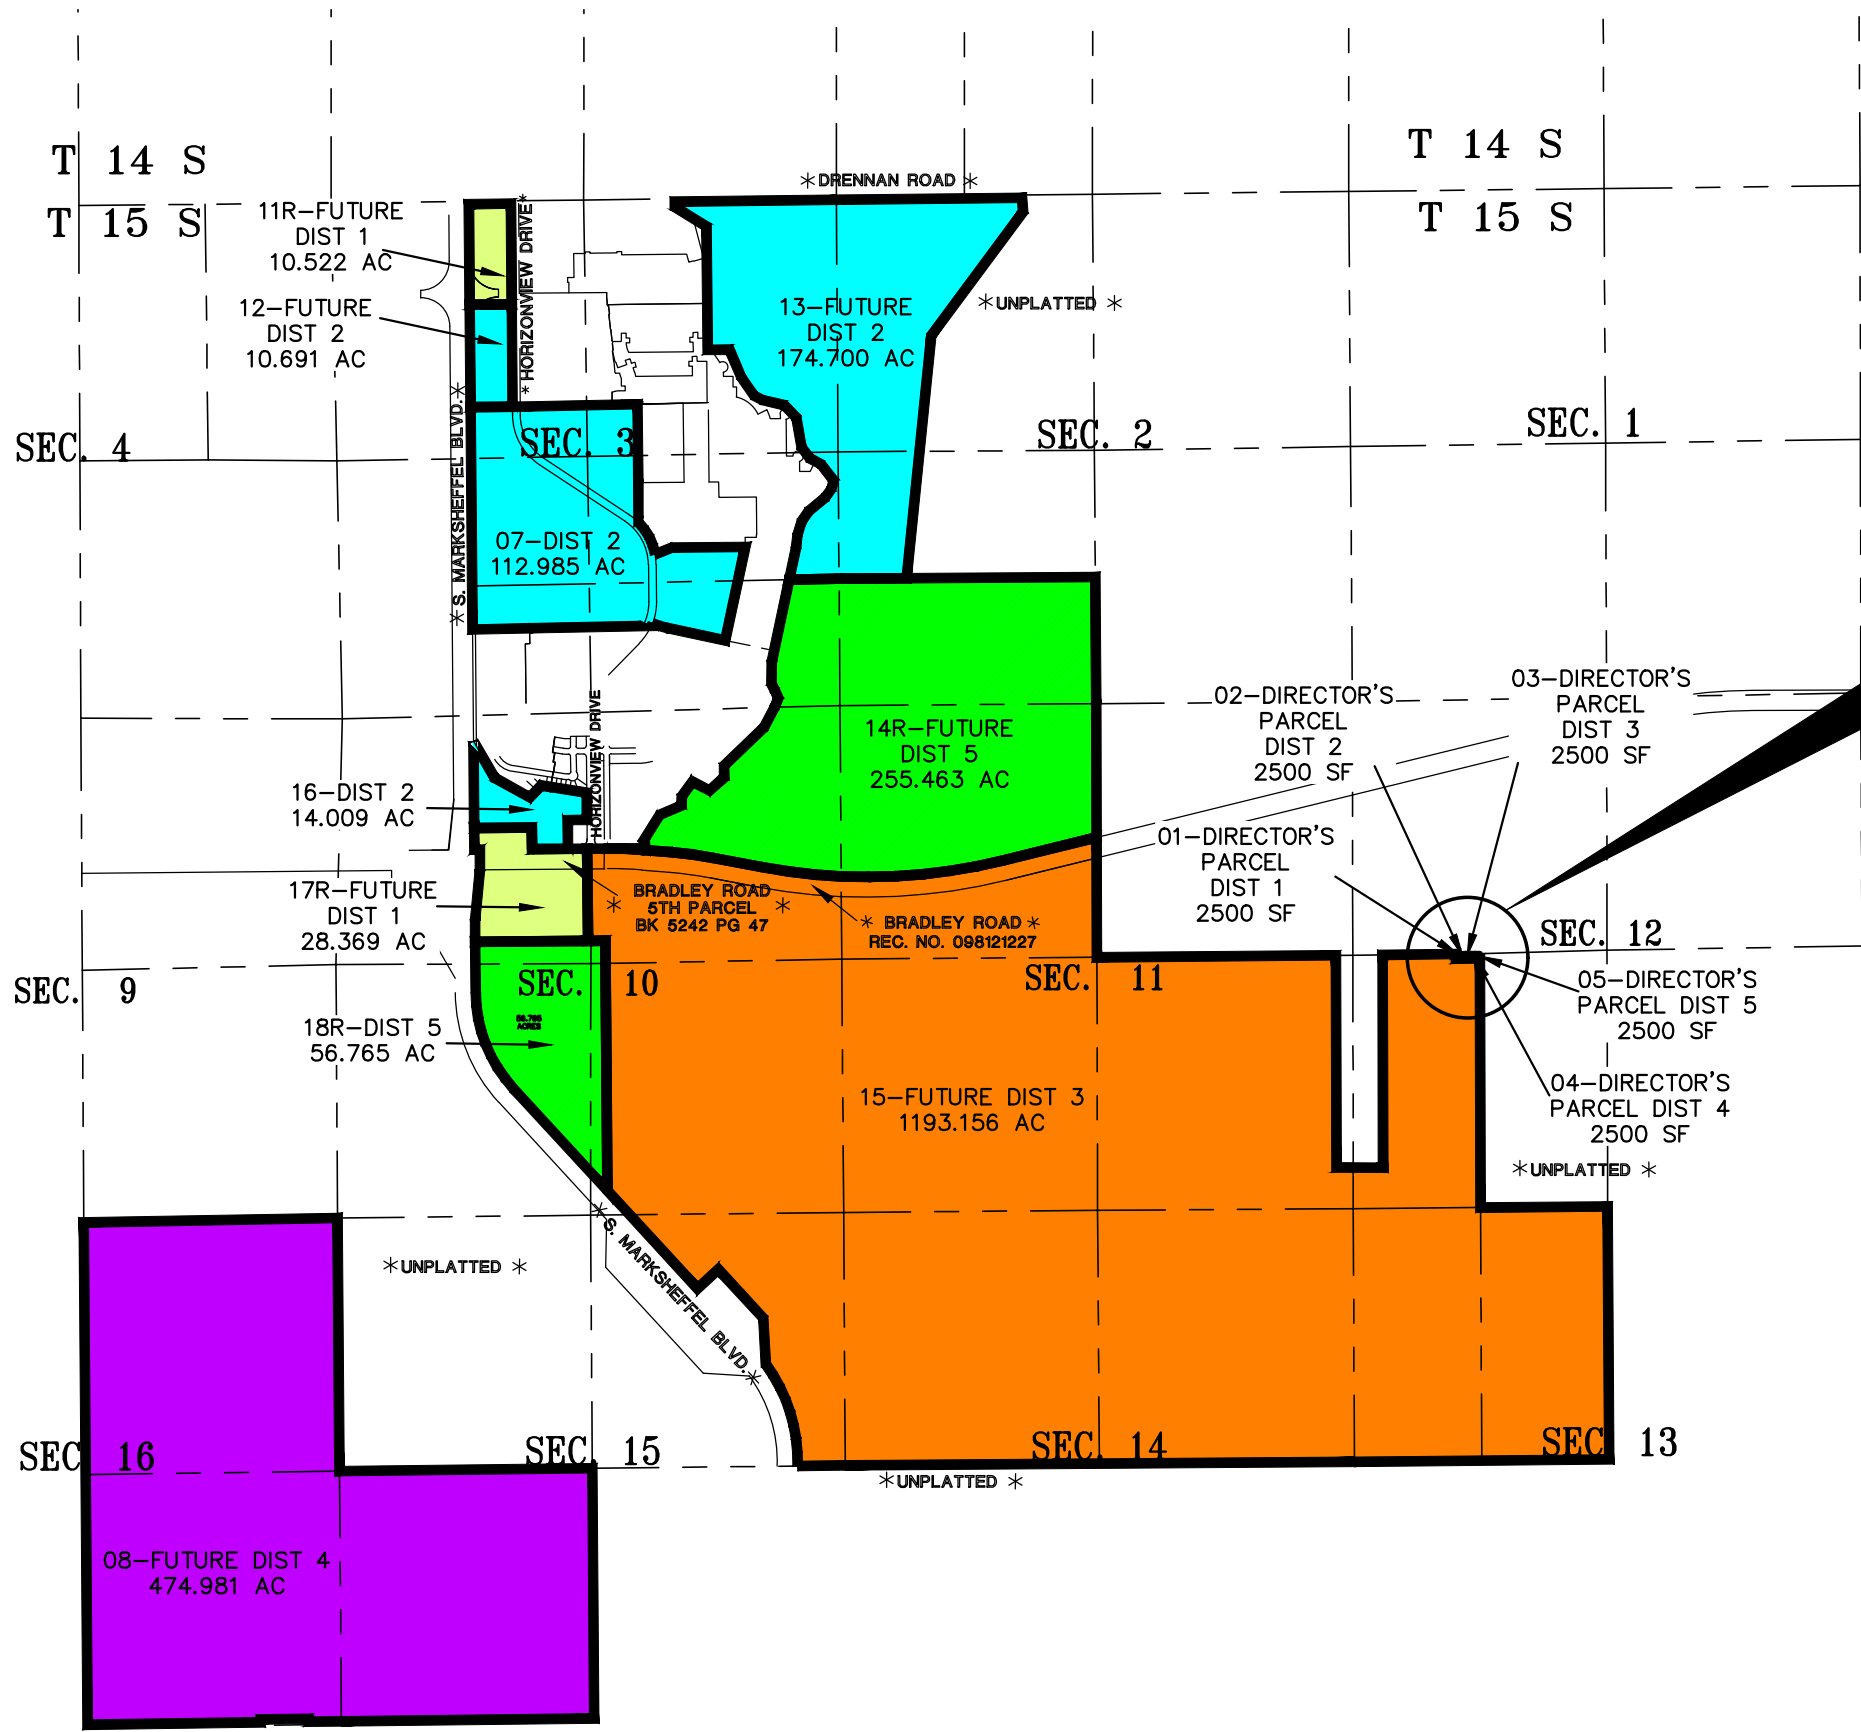 T 14 S
T 15 S
T 14 S
T 15 S
*DRENNAN ROAD*
11R-FUTURE
DIST 1
10.522 AC
12-FUTURE
DIST 2
10.691 AC
*HORIZONVIEW DRIVE*
13-FUTURE
DIST 2
174.700 AC
*UNPLATTED*
SEC. 4
*S. MARKSHEFFEL BLVD.*
SEC. 3
SEC. 2
SEC. 1
07-DIST 2
112.985 AC
HORIZONVIEW DRIVE
14R-FUTURE
DIST 5
255.463 AC
02-DIRECTOR'S
PARCEL
DIST 2
2500 SF
03-DIRECTOR'S
PARCEL
DIST 3
2500 SF
16-DIST 2
14.009 AC
01-DIRECTOR'S
PARCEL
DIST 1
2500 SF
17R-FUTURE
DIST 1
28.369 AC
BRADLEY ROAD
* 5TH PARCEL *
BK 5242 PG 47
* BRADLEY ROAD *
REC. NO. 098121227
SEC. 9
SEC. 10
SEC. 11
SEC. 12
56.765
ACRES
18R-DIST 5
56.765 AC
05-DIRECTOR'S
PARCEL DIST 5
2500 SF
04-DIRECTOR'S
PARCEL DIST 4
2500 SF
15-FUTURE DIST 3
1193.156 AC
*UNPLATTED *
*UNPLATTED *
*S. MARKSHEFFEL BLVD.*
SEC 16
SEC. 15
SEC. 14
SEC 13
*UNPLATTED *
08-FUTURE DIST 4
474.981 AC